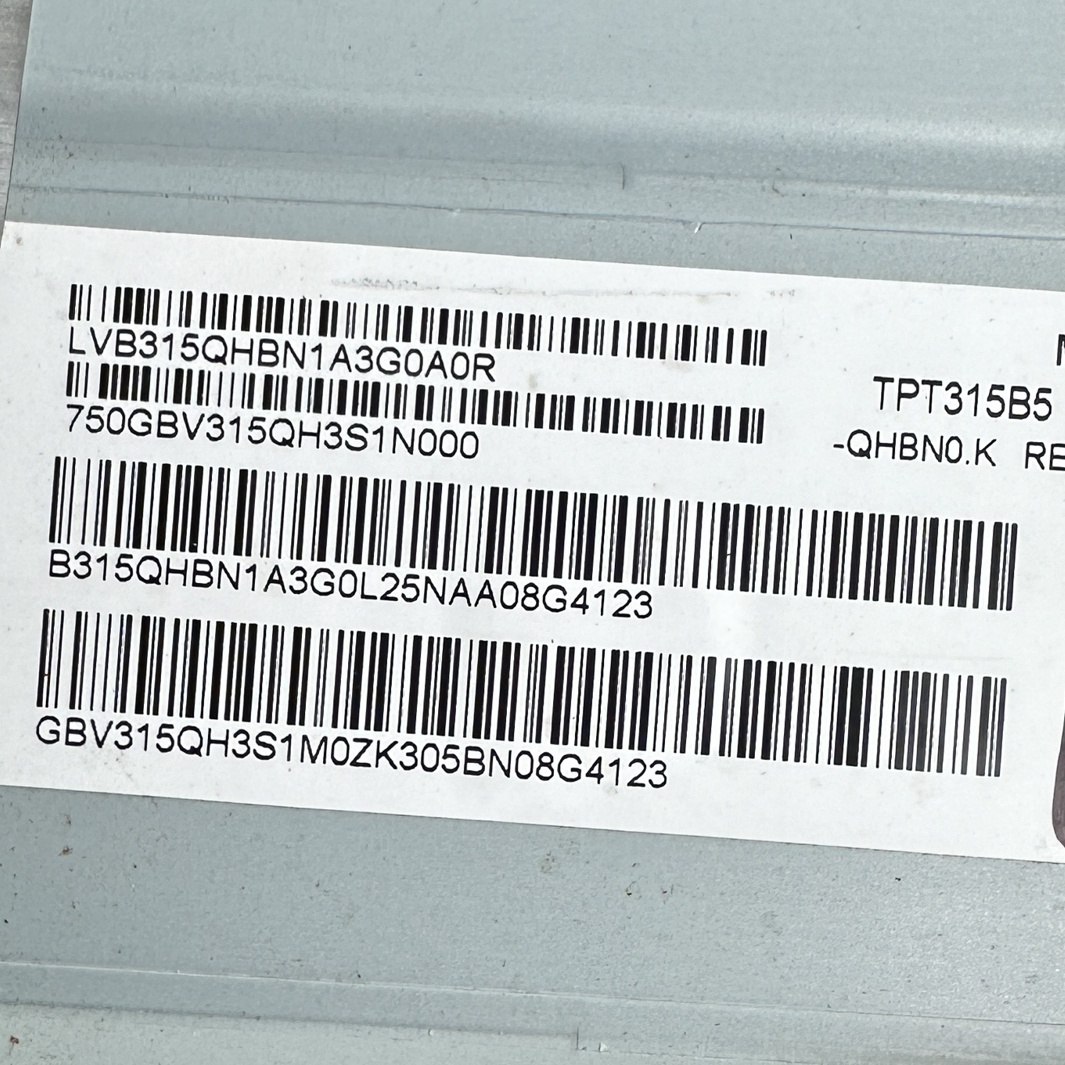 LVB315QHBN1A3G0A0R
750GBV315QH3S1N000
TPT315B5
-QHBN0.K RE
B315QHBN1A3G0L25NAA08G4123
GBV315QH3S1M0ZK305BN08G4123